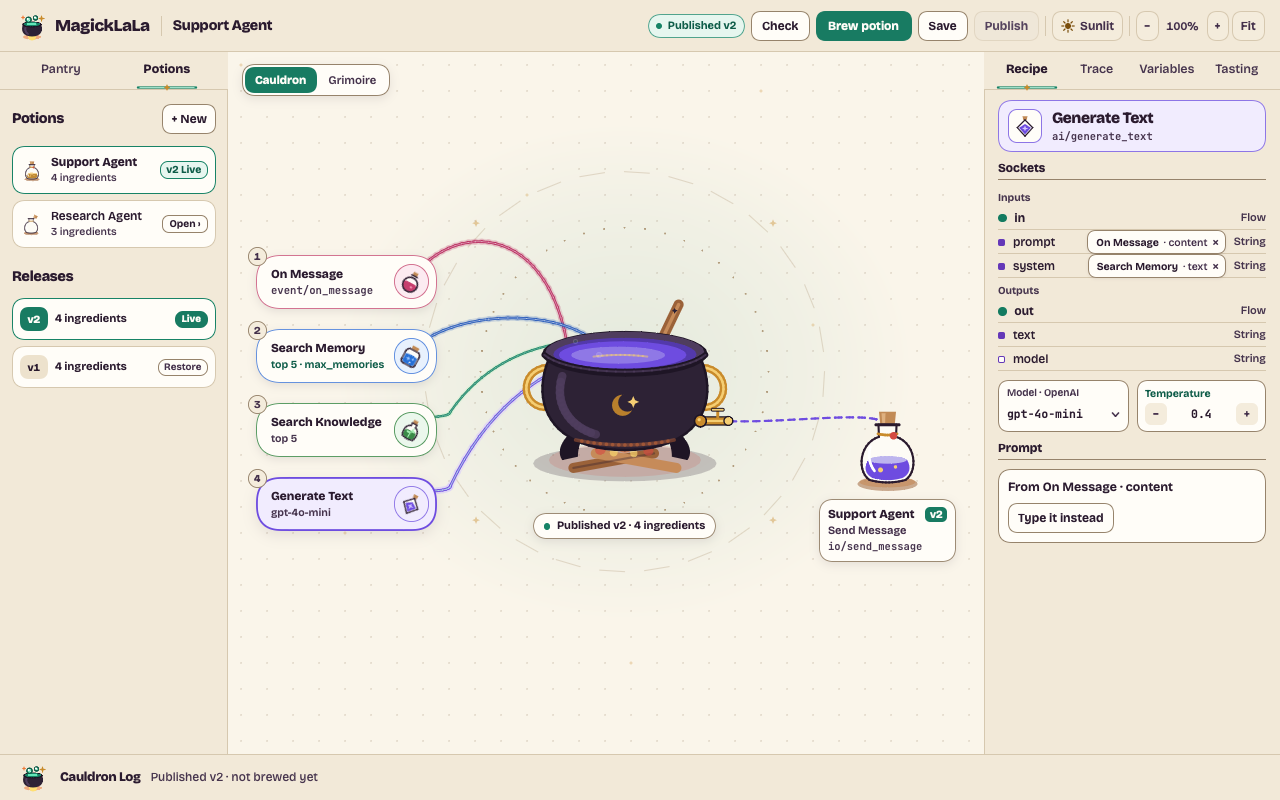 MagickLaLa
Support Agent
Published v2
Check
Brew potion
Save
Publish
Sunlit
−
100%
+
Fit
Pantry
Potions
Potions
+ New
Support Agent
4 ingredients
v2 Live
Research Agent
3 ingredients
Open ›
Releases
v2
4 ingredients
Live
v1
4 ingredients
Restore
Cauldron
Grimoire
1
On Message
event/on_message
2
Search Memory
top 5 · max_memories
3
Search Knowledge
top 5
4
Generate Text
gpt-4o-mini
Published v2 · 4 ingredients
Support Agent v2
Send Message
io/send_message
Recipe
Trace
Variables
Tasting
Generate Text
ai/generate_text
Sockets
Inputs
in Flow
prompt On Message · content × String
system Search Memory · text × String
Outputs
out Flow
text String
model String
Model · OpenAI
gpt-4o-mini
Temperature
− 0.4 +
Prompt
From On Message · content
Type it instead
Cauldron Log Published v2 · not brewed yet